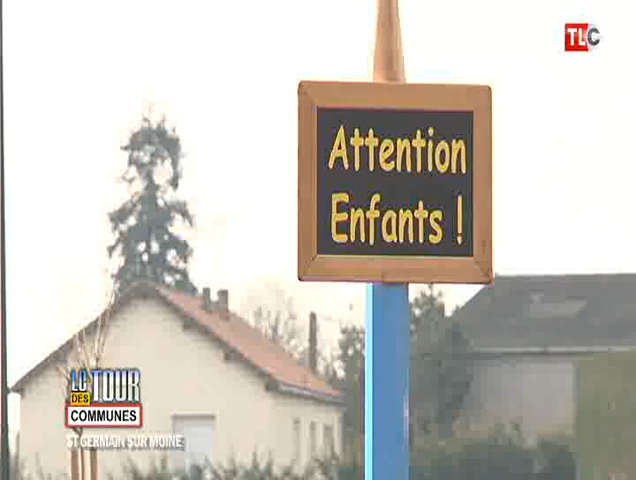 TLC
Attention
Enfants !
LE TOUR
DES
COMMUNES
ST GERMAIN SUR MOINE